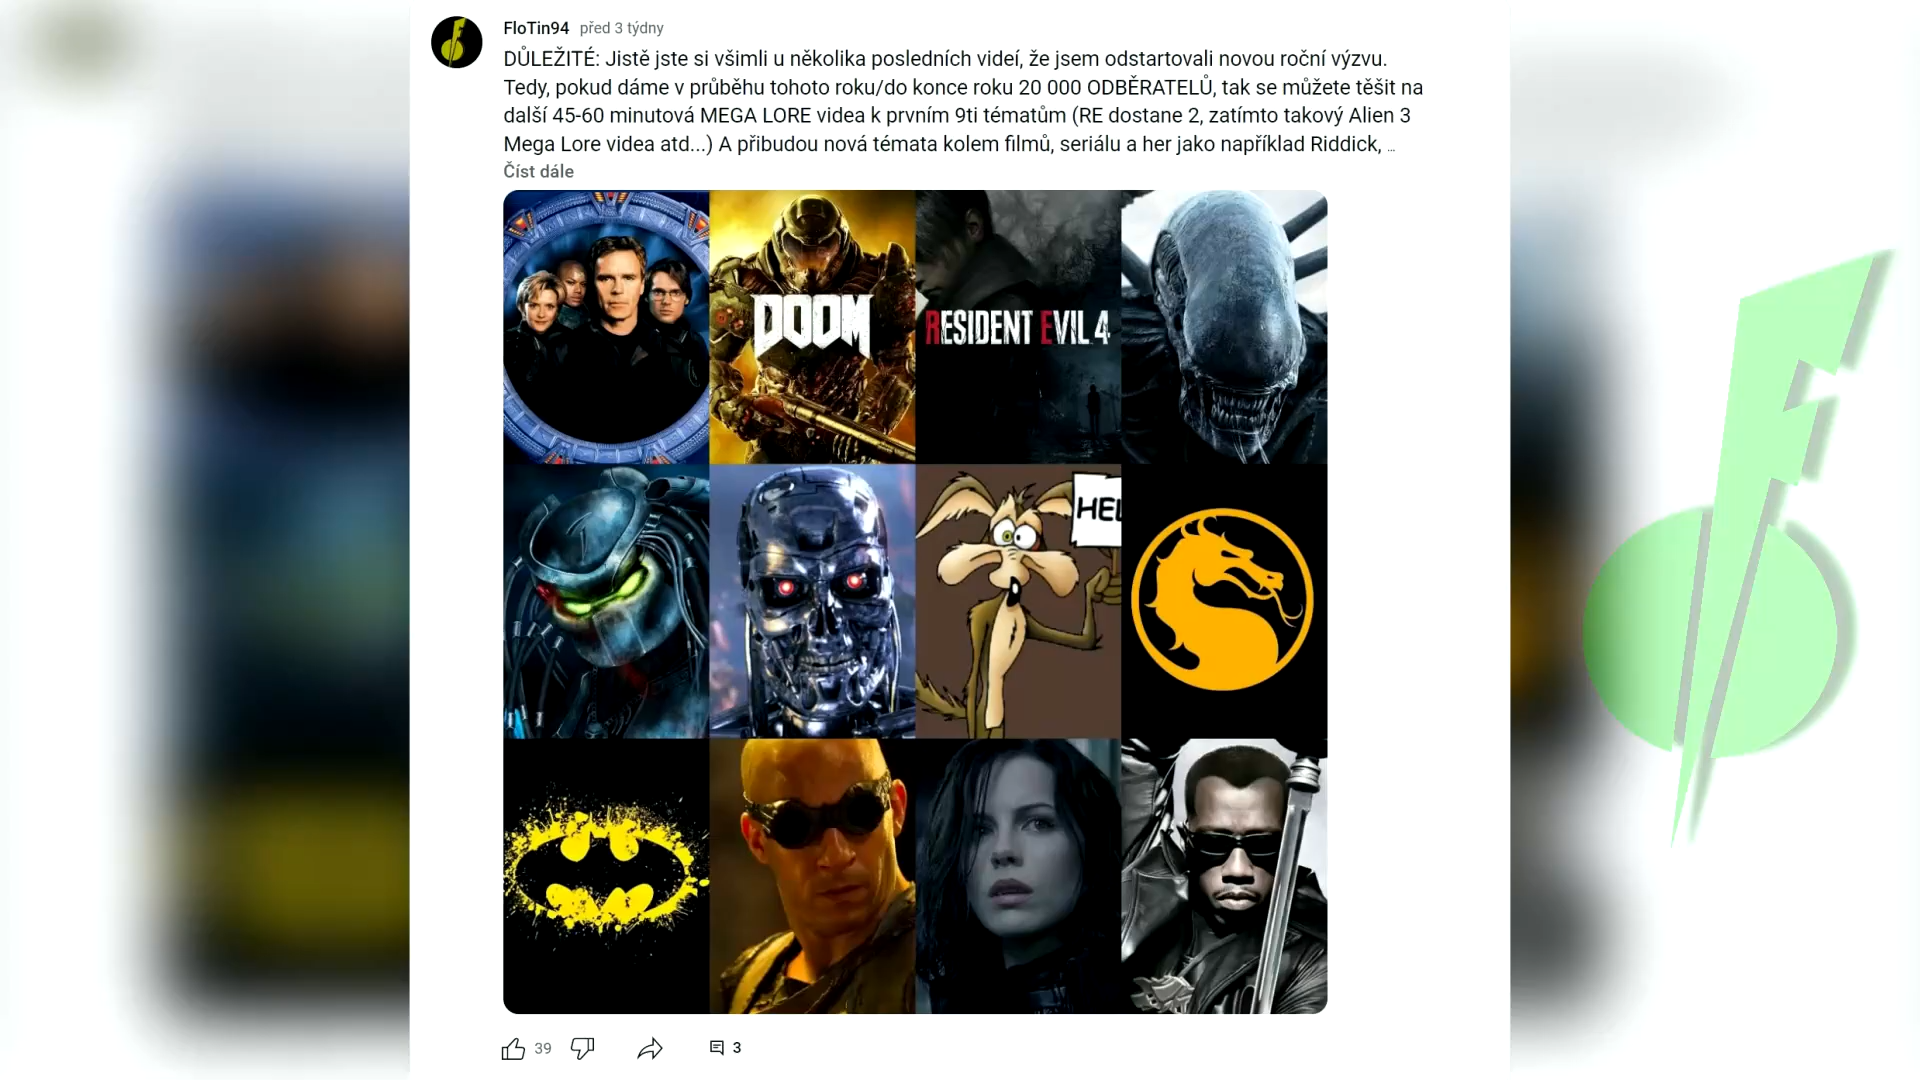 FloTin94 před 3 týdny
DŮLEŽITÉ: Jistě jste si všimli u několika posledních videí, že jsem odstartovali novou roční výzvu.
Tedy, pokud dáme v průběhu tohoto roku/do konce roku 20 000 ODBĚRATELŮ, tak se můžete těšit na
další 45-60 minutová MEGA LORE videa k prvním 9ti tématům (RE dostane 2, zatímto takový Alien 3
Mega Lore videa atd...) A přibudou nová témata kolem filmů, seriálu a her jako například Riddick, ...
Číst dále
DOOM
RESIDENT EVIL 4
HEL
39
3